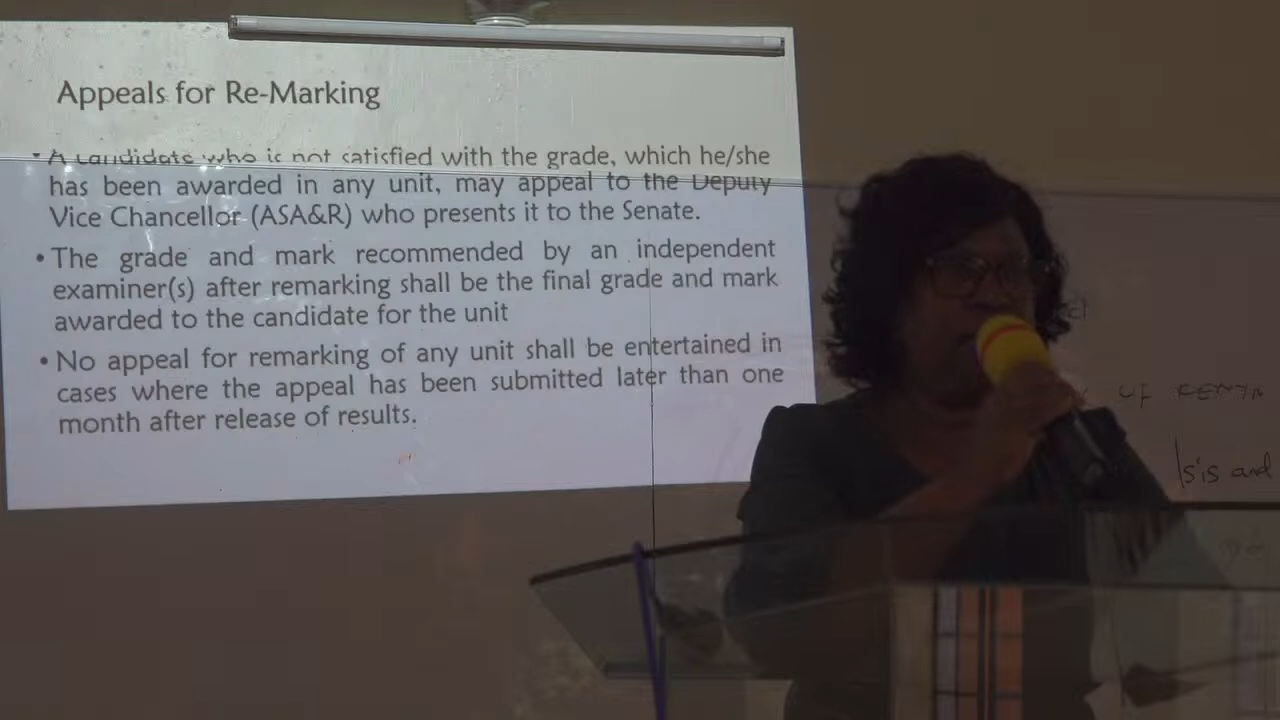 Appeals for Re-Marking
• A candidate who is not satisfied with the grade, which he/she
has been awarded in any unit, may appeal to the Deputy
Vice Chancellor (ASA&R) who presents it to the Senate.
• The grade and mark recommended by an independent
examiner(s) after remarking shall be the final grade and mark
awarded to the candidate for the unit
• No appeal for remarking of any unit shall be entertained in
cases where the appeal has been submitted later than one
month after release of results.
OF KENYA
Isis and